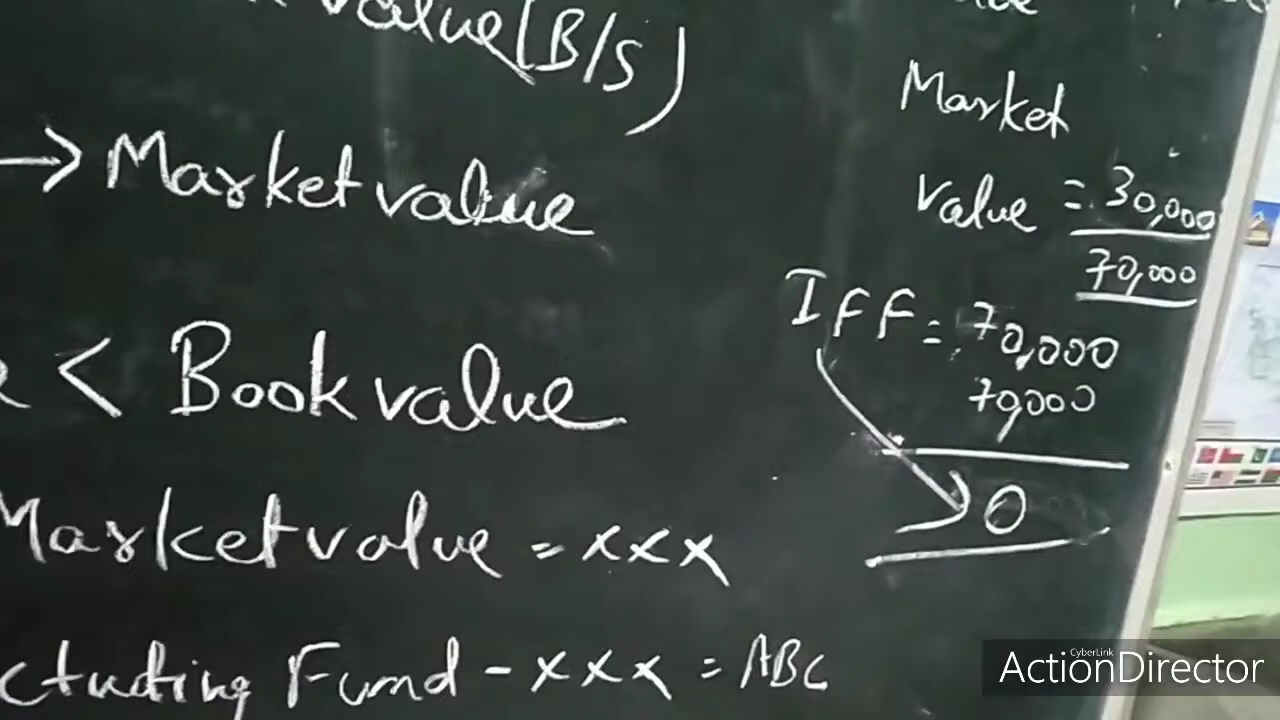 Value (B/S)
→ Market value
< Book value
Market value = xxx
ctuating Fund - xxx = ABC
Market
value = 30,000
70,000
IFF = 70,000
70,000
0
CyberLink
ActionDirector